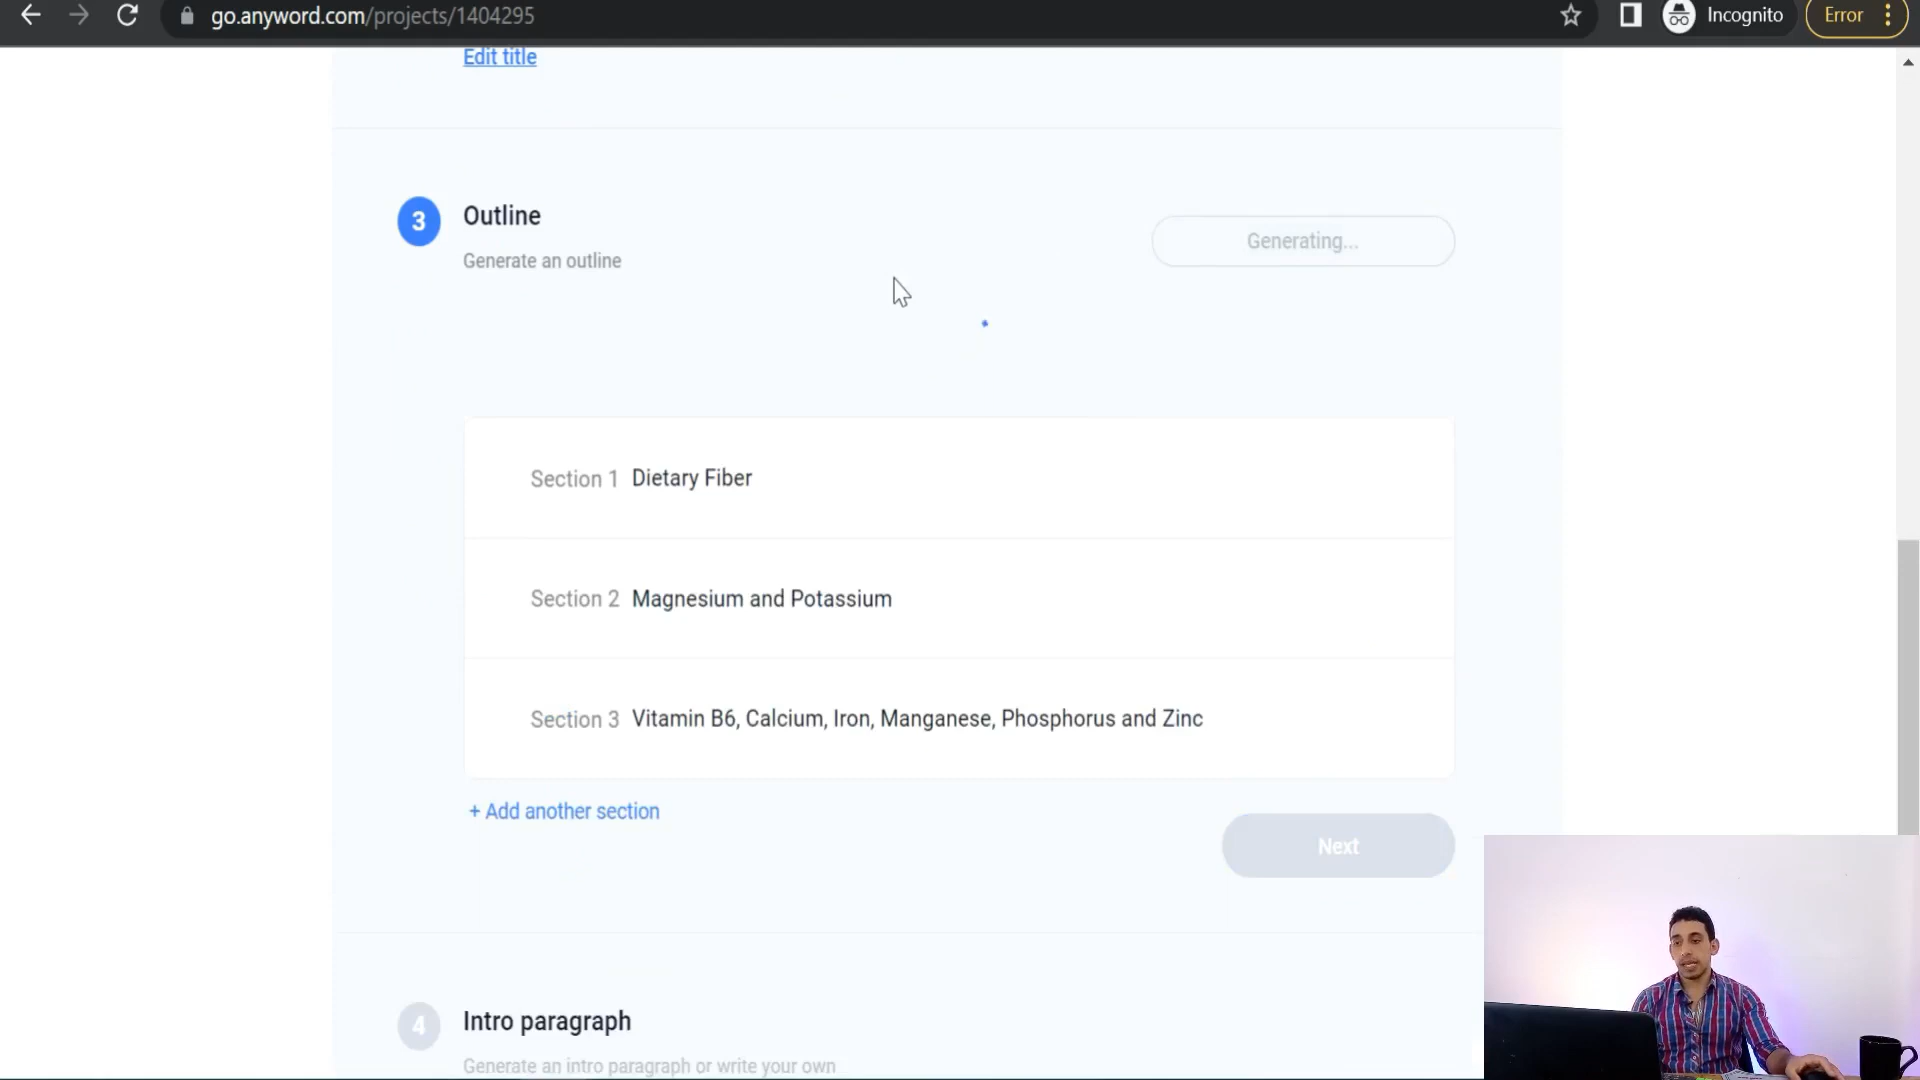 go.anyword.com/projects/1404295
Incognito
Error
Edit title
3
Outline
Generate an outline
Generating...
Section 1 Dietary Fiber
Section 2 Magnesium and Potassium
Section 3 Vitamin B6, Calcium, Iron, Manganese, Phosphorus and Zinc
+ Add another section
Next
4
Intro paragraph
Generate an intro paragraph or write your own